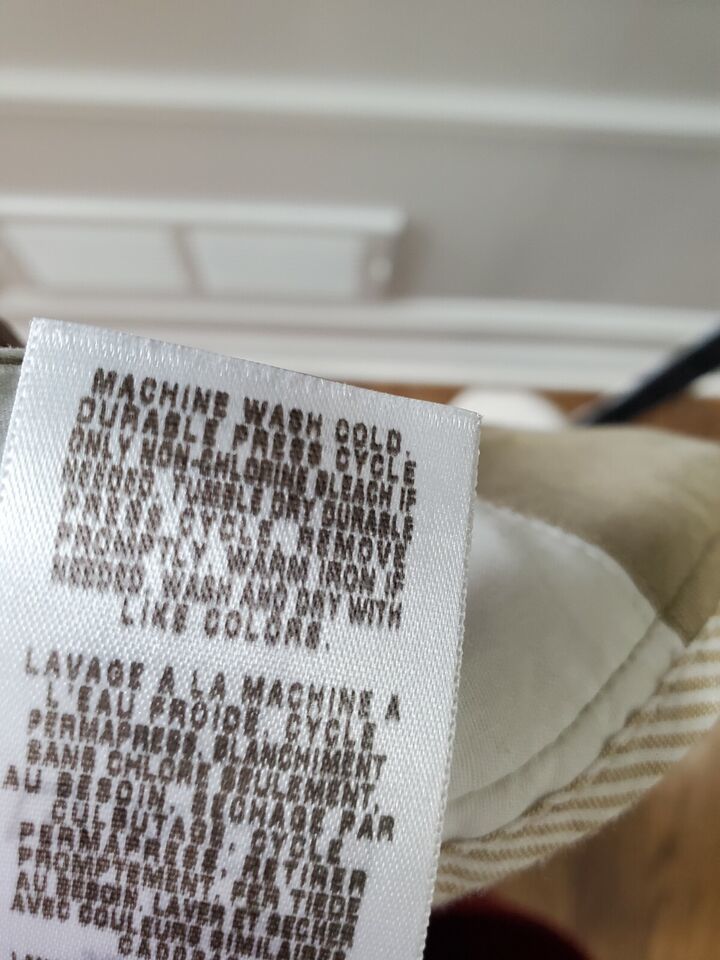 MACHINE WASH COLD,
DURABLE PRESS CYCLE
ONLY NON-CHLORINE BLEACH IF
NEEDED. TUMBLE DRY DURABLE
PRESS CYCLE. REMOVE
PROMPTLY. WARM IRON IF
NEEDED. WASH AND DRY WITH
LIKE COLORS.
LAVAGE A LA MACHINE A
L'EAU FROIDE, CYCLE
PERMAPRESS, BLANCHIMENT
SANS CHLORE SEULEMENT,
AU BESOIN, SECHAGE PAR
CULBUTAGE, CYCLE
PERMAPRESS, RETIRER
PROMPTEMENT, FER TIEDE
AU BESOIN, LAVER ET SECHER
AVEC COULEURS SIMILAIRES